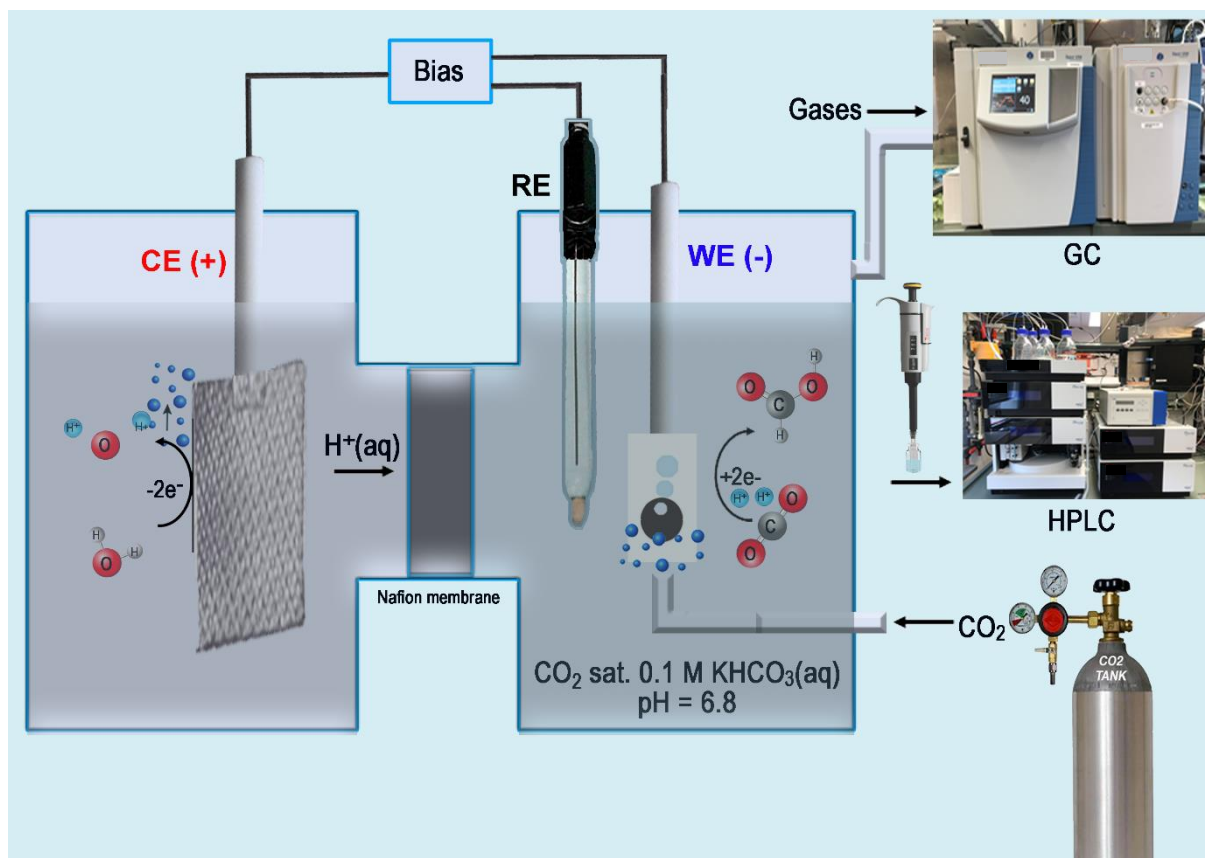 Bias
Gases
RE
CE (+)
WE (-)
GC
40
H⁺(aq)
-2e⁻
H⁺
H⁺
O
H
H
O
H
O
O
C
H
+2e-
H⁺
H⁺
O
C
O
HPLC
Nafion membrane
CO₂
CO₂ sat. 0.1 M KHCO₃(aq)
pH = 6.8
CO2
TANK